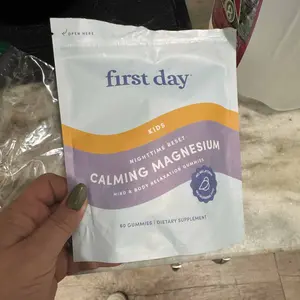 OPEN HERE
first day
KIDS
NIGHTTIME RESET
CALMING MAGNESIUM
MIND & BODY RELAXATION GUMMIES
60 GUMMIES | DIETARY SUPPLEMENT